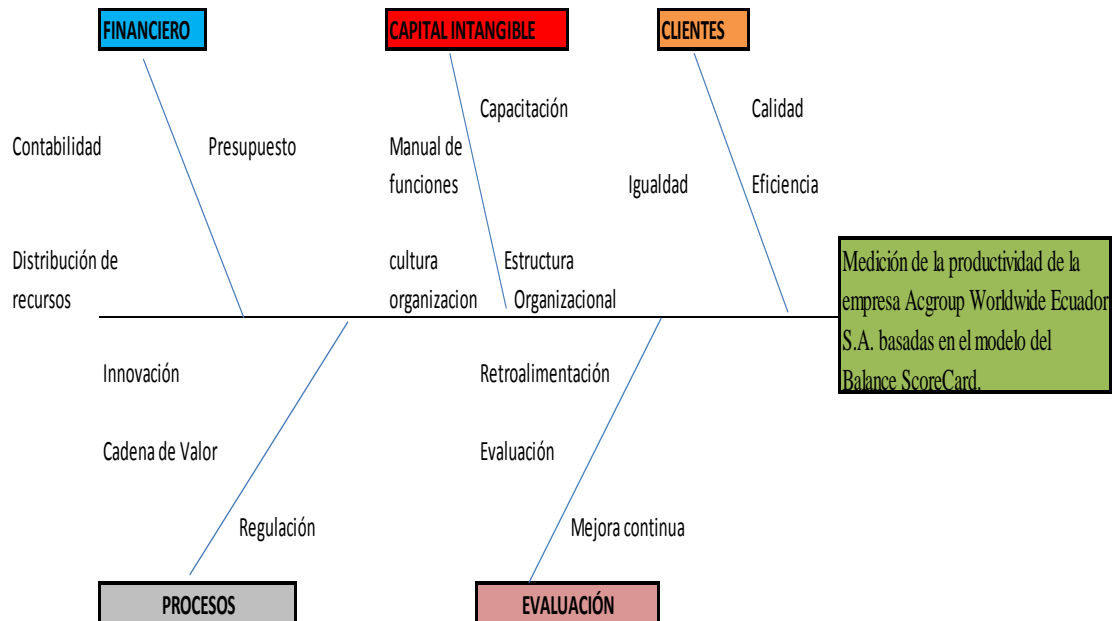 FINANCIERO
CAPITAL INTANGIBLE
CLIENTES
Contabilidad
Presupuesto
Distribución de
recursos
Capacitación
Manual de
funciones
cultura
organizacion
Estructura
Organizacional
Calidad
Igualdad
Eficiencia
Medición de la productividad de la
empresa Acgroup Worldwide Ecuador
S.A. basadas en el modelo del
Balance ScoreCard.
Innovación
Cadena de Valor
Regulación
Retroalimentación
Evaluación
Mejora continua
PROCESOS
EVALUACIÓN